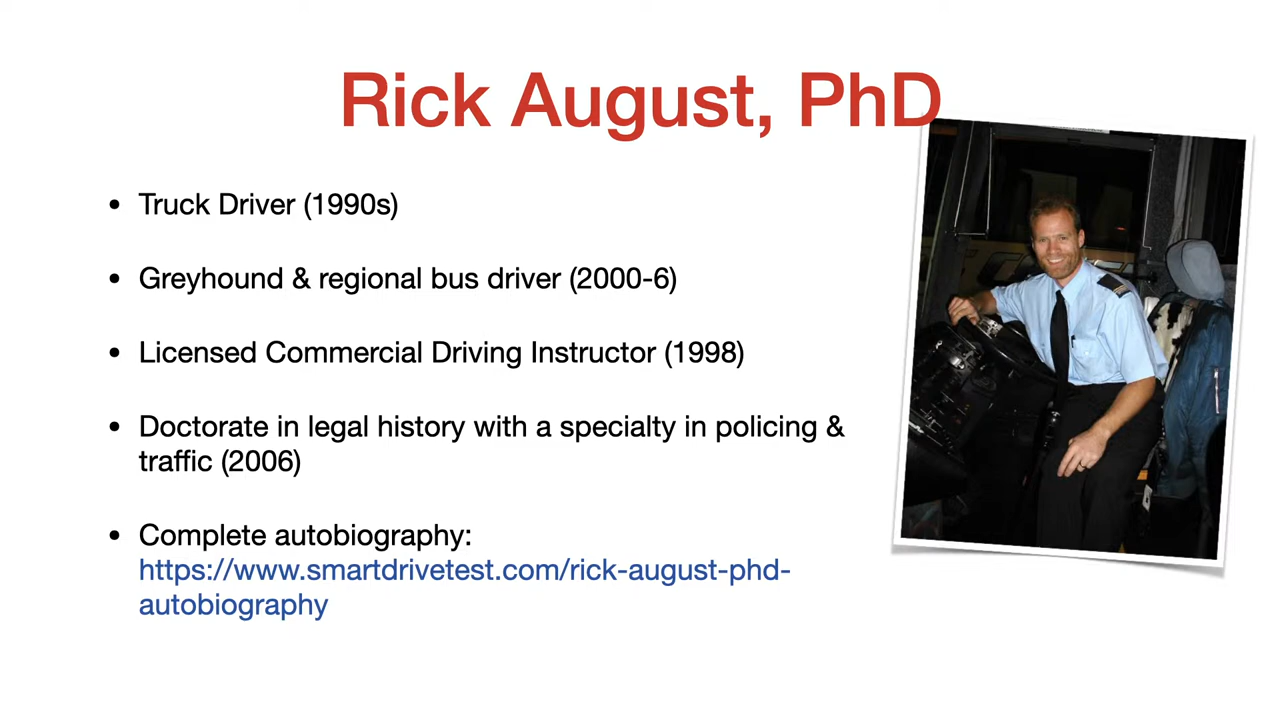 Rick August, PhD
• Truck Driver (1990s)
• Greyhound & regional bus driver (2000-6)
• Licensed Commercial Driving Instructor (1998)
• Doctorate in legal history with a specialty in policing &
traffic (2006)
• Complete autobiography:
https://www.smartdrivetest.com/rick-august-phd-
autobiography